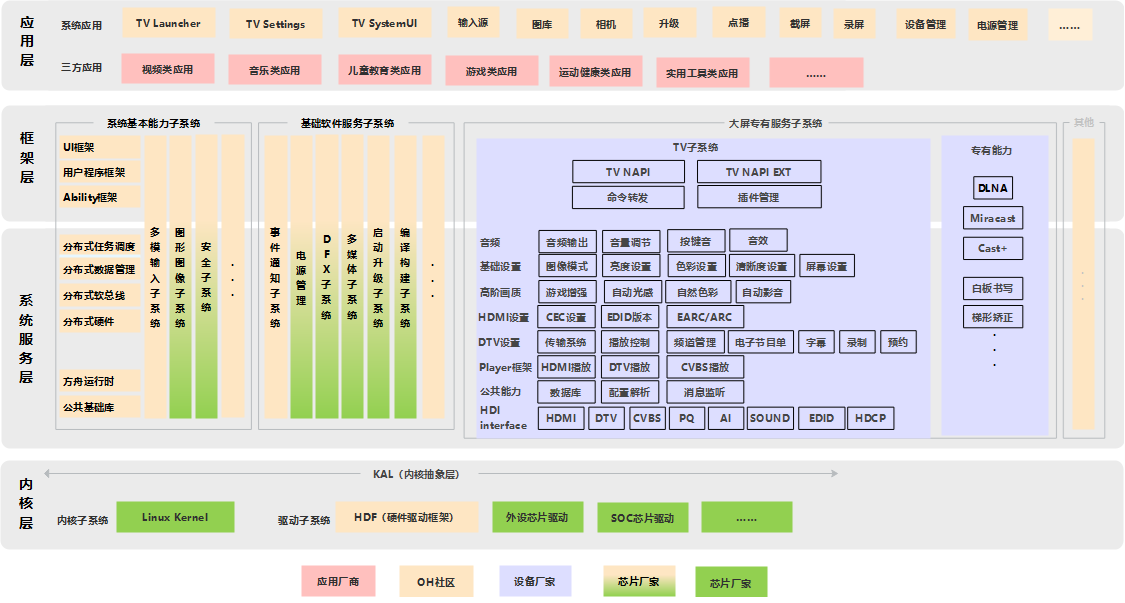 应用层
系统应用
TV Launcher
TV Settings
TV SystemUI
输入源
图库
相机
升级
点播
截屏
录屏
设备管理
电源管理
......
三方应用
视频类应用
音乐类应用
儿童教育类应用
游戏类应用
运动健康类应用
实用工具类应用
......
框架层
系统服务层
系统基本能力子系统
UI框架
用户程序框架
Ability框架
分布式任务调度
分布式数据管理
分布式软总线
分布式硬件
方舟运行时
公共基础库
多模输入子系统
图形图像子系统
安全子系统
...
基础软件服务子系统
事件通知子系统
电源管理
DFX子系统
多媒体子系统
启动升级子系统
编译构建子系统
...
大屏专有服务子系统
TV子系统
TV NAPI
TV NAPI EXT
命令转发
插件管理
音频
音频输出
音量调节
按键音
音效
基础设置
图像模式
亮度设置
色彩设置
清晰度设置
屏幕设置
高阶画质
游戏增强
自动光感
自然色彩
自动影音
HDMI设置
CEC设置
EDID版本
EARC/ARC
DTV设置
传输系统
播放控制
频道管理
电子节目单
字幕
录制
预约
Player框架
HDMI播放
DTV播放
CVBS播放
公共能力
数据库
配置解析
消息监听
HDI
interface
HDMI
DTV
CVBS
PQ
AI
SOUND
EDID
HDCP
专有能力
DLNA
Miracast
Cast+
白板书写
梯形矫正
...
其他
...
内核层
KAL（内核抽象层）
内核子系统
Linux Kernel
驱动子系统
HDF（硬件驱动框架）
外设芯片驱动
SOC芯片驱动
......
应用厂商
OH社区
设备厂家
芯片厂家
芯片厂家